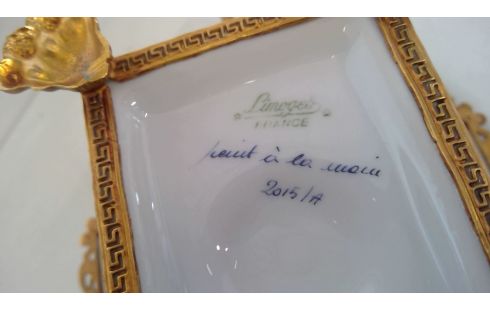 Limoges
FRANCE
peint à la main
2015/A